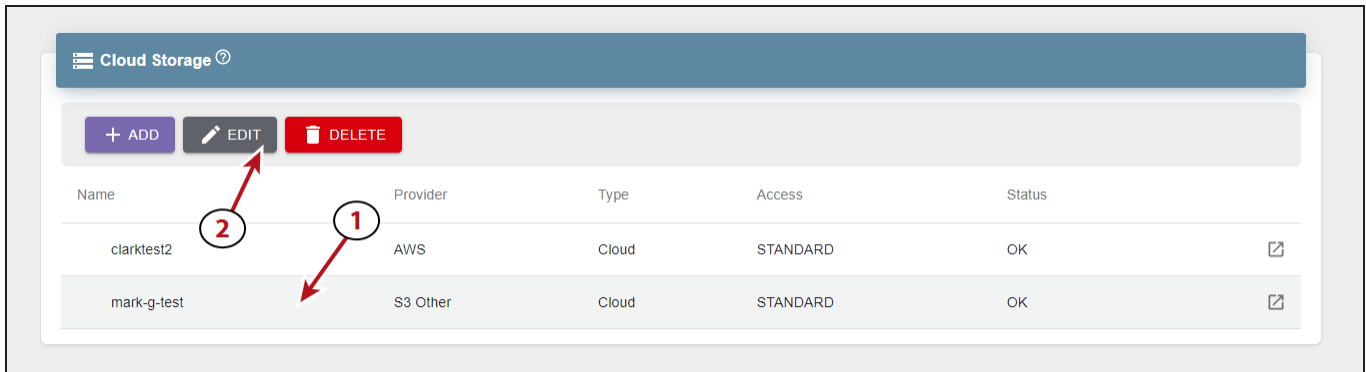 Cloud Storage ?
+ ADD EDIT DELETE
Name Provider Type Access Status
2 1
clarktest2 AWS Cloud STANDARD OK
mark-g-test S3 Other Cloud STANDARD OK